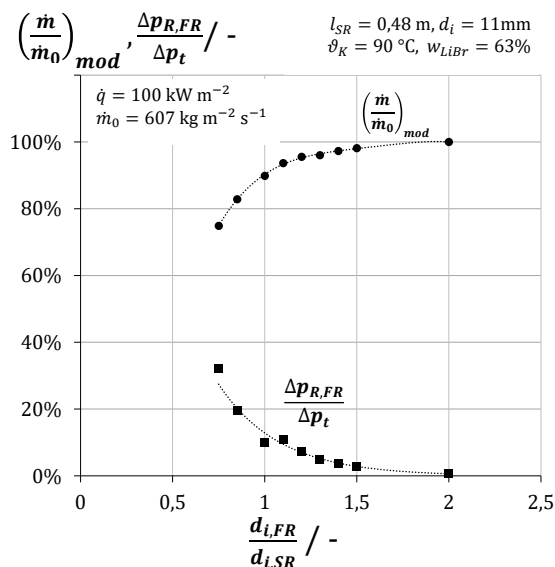 (ṁ/ṁ₀)mod, Δp_R,FR/Δp_t / -
l_SR = 0,48 m, d_i = 11mm
ϑ_K = 90 °C, w_LiBr = 63%
q̇ = 100 kW m⁻²
ṁ₀ = 607 kg m⁻² s⁻¹
(ṁ/ṁ₀)mod
100%
80%
60%
40%
Δp_R,FR/Δp_t
20%
0%
0 0,5 1 1,5 2 2,5
d_i,FR/d_i,SR / -